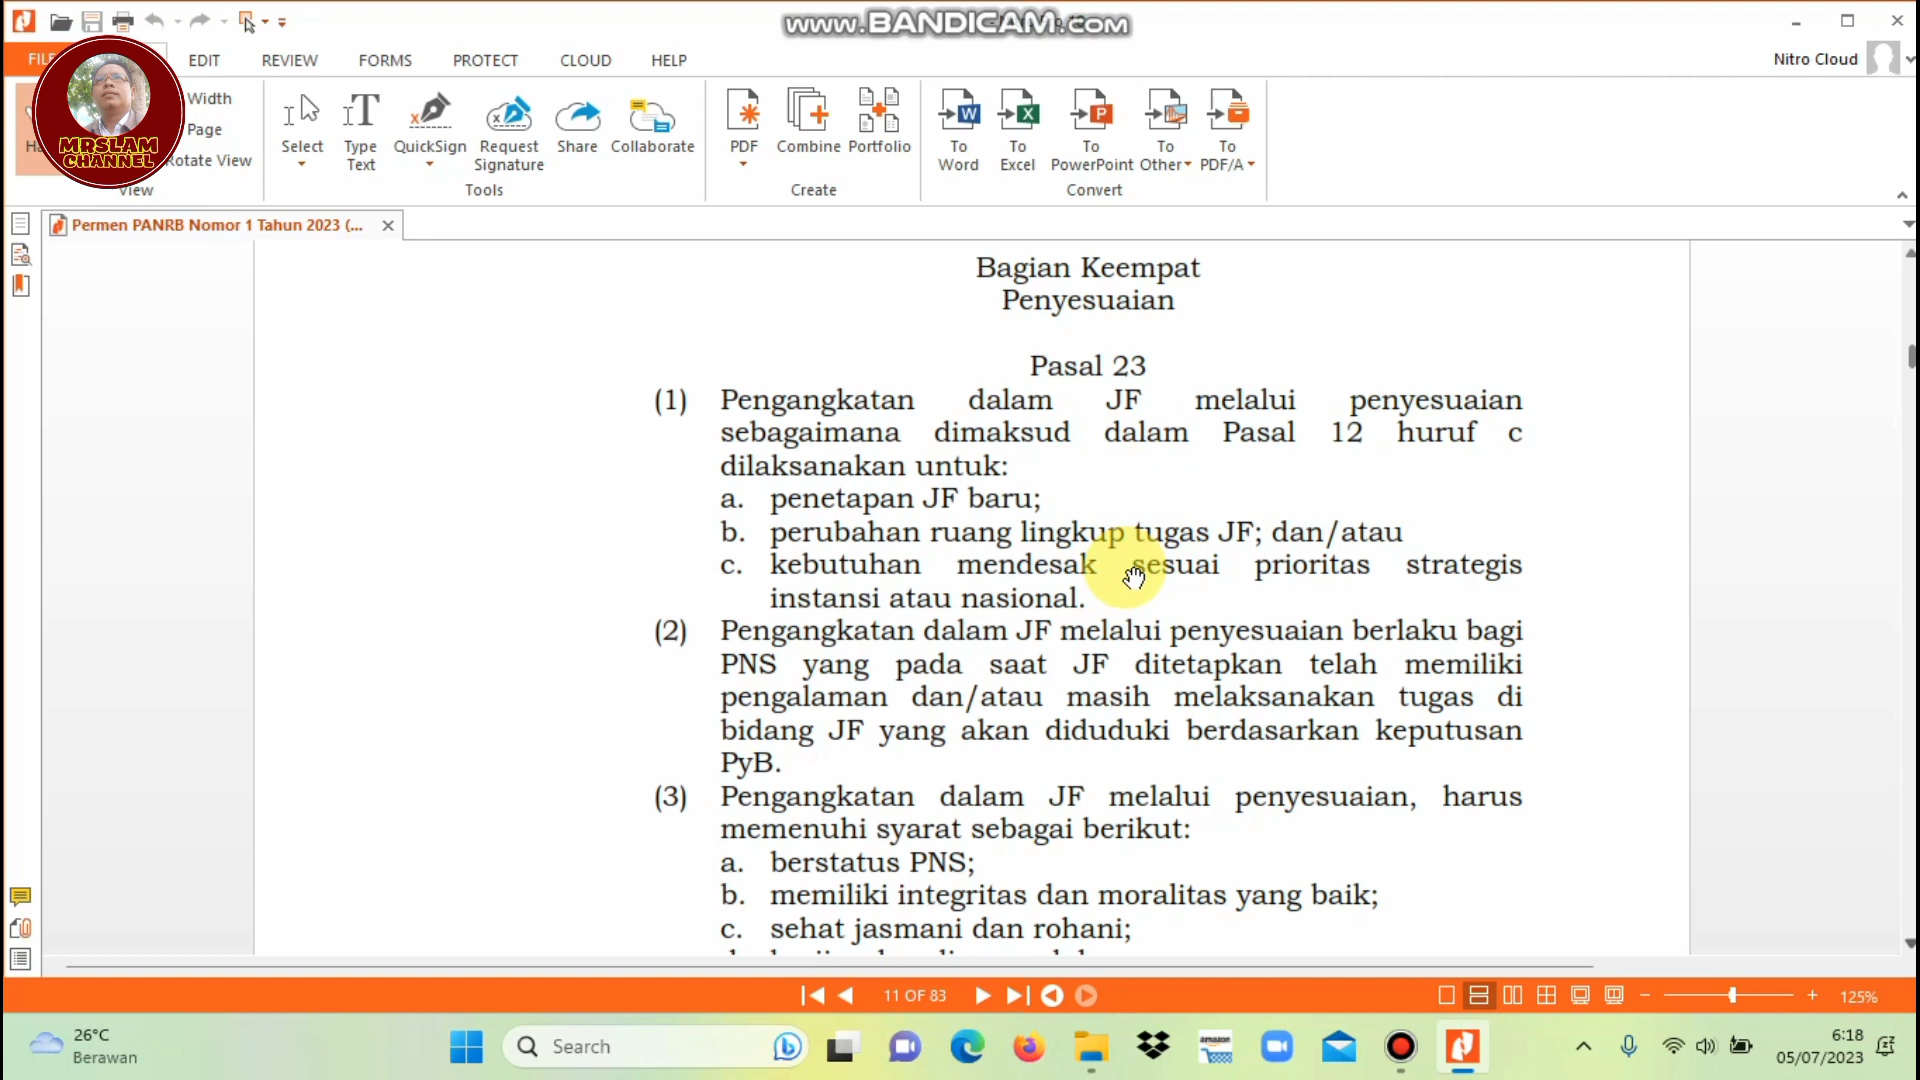 www.BANDICAM.com
FILE
EDIT
REVIEW
FORMS
PROTECT
CLOUD
HELP
Nitro Cloud
MRSLAM
CHANNEL
Width
Page
Rotate View
View
Select
Type Text
QuickSign
Request Signature
Share
Collaborate
Tools
PDF
Combine
Portfolio
Create
To Word
To Excel
To PowerPoint
To Other
To PDF/A
Convert
Permen PANRB Nomor 1 Tahun 2023 (...
Bagian Keempat
Penyesuaian
Pasal 23
(1) Pengangkatan dalam JF melalui penyesuaian
sebagaimana dimaksud dalam Pasal 12 huruf c
dilaksanakan untuk:
a. penetapan JF baru;
b. perubahan ruang lingkup tugas JF; dan/atau
c. kebutuhan mendesak sesuai prioritas strategis
instansi atau nasional.
(2) Pengangkatan dalam JF melalui penyesuaian berlaku bagi
PNS yang pada saat JF ditetapkan telah memiliki
pengalaman dan/atau masih melaksanakan tugas di
bidang JF yang akan diduduki berdasarkan keputusan
PyB.
(3) Pengangkatan dalam JF melalui penyesuaian, harus
memenuhi syarat sebagai berikut:
a. berstatus PNS;
b. memiliki integritas dan moralitas yang baik;
c. sehat jasmani dan rohani;
11 OF 83
125%
26°C
Berawan
Search
amazon
6:18
05/07/2023